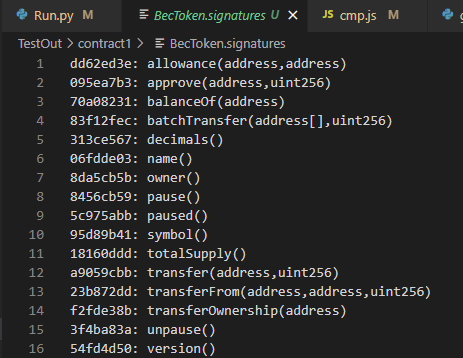 Run.py M BecToken.signatures U × JS cmp.js M
TestOut > contract1 > BecToken.signatures
1 dd62ed3e: allowance(address,address)
2 095ea7b3: approve(address,uint256)
3 70a08231: balanceOf(address)
4 83f12fec: batchTransfer(address[],uint256)
5 313ce567: decimals()
6 06fdde03: name()
7 8da5cb5b: owner()
8 8456cb59: pause()
9 5c975abb: paused()
10 95d89b41: symbol()
11 18160ddd: totalSupply()
12 a9059cbb: transfer(address,uint256)
13 23b872dd: transferFrom(address,address,uint256)
14 f2fde38b: transferOwnership(address)
15 3f4ba83a: unpause()
16 54fd4d50: version()